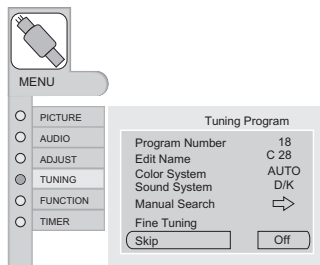 MENU
PICTURE
AUDIO
ADJUST
TUNING
FUNCTION
TIMER
Tuning Program
Program Number 18
Edit Name C 28
Color System AUTO
Sound System D/K
Manual Search
Fine Tuning
Skip Off